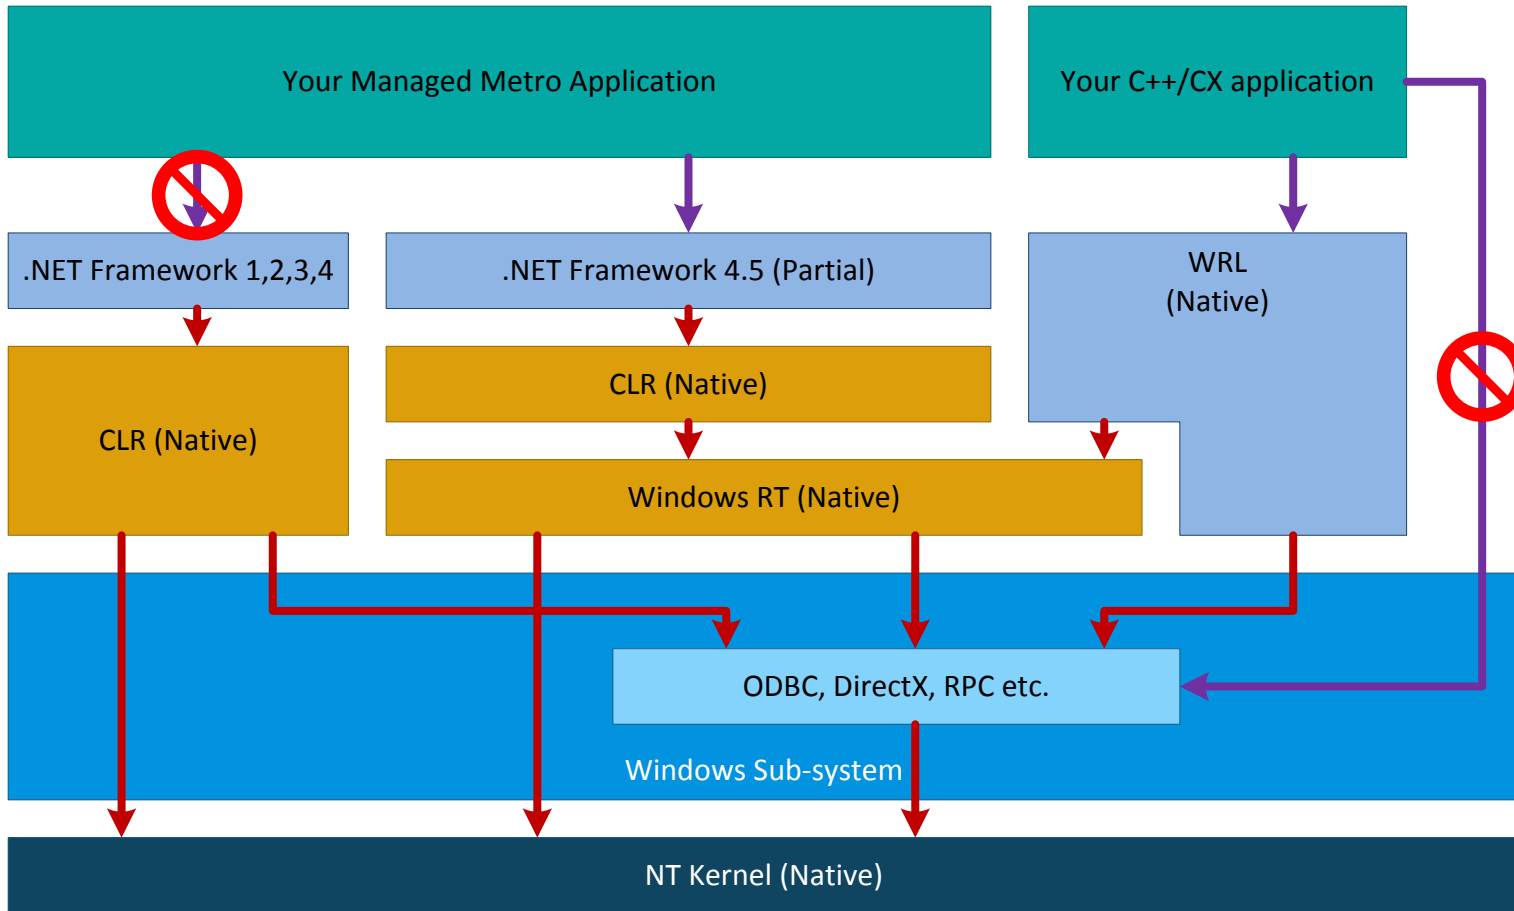 Your Managed Metro Application
Your C++/CX application
.NET Framework 1,2,3,4
.NET Framework 4.5 (Partial)
WRL
(Native)
CLR (Native)
CLR (Native)
Windows RT (Native)
ODBC, DirectX, RPC etc.
Windows Sub-system
NT Kernel (Native)